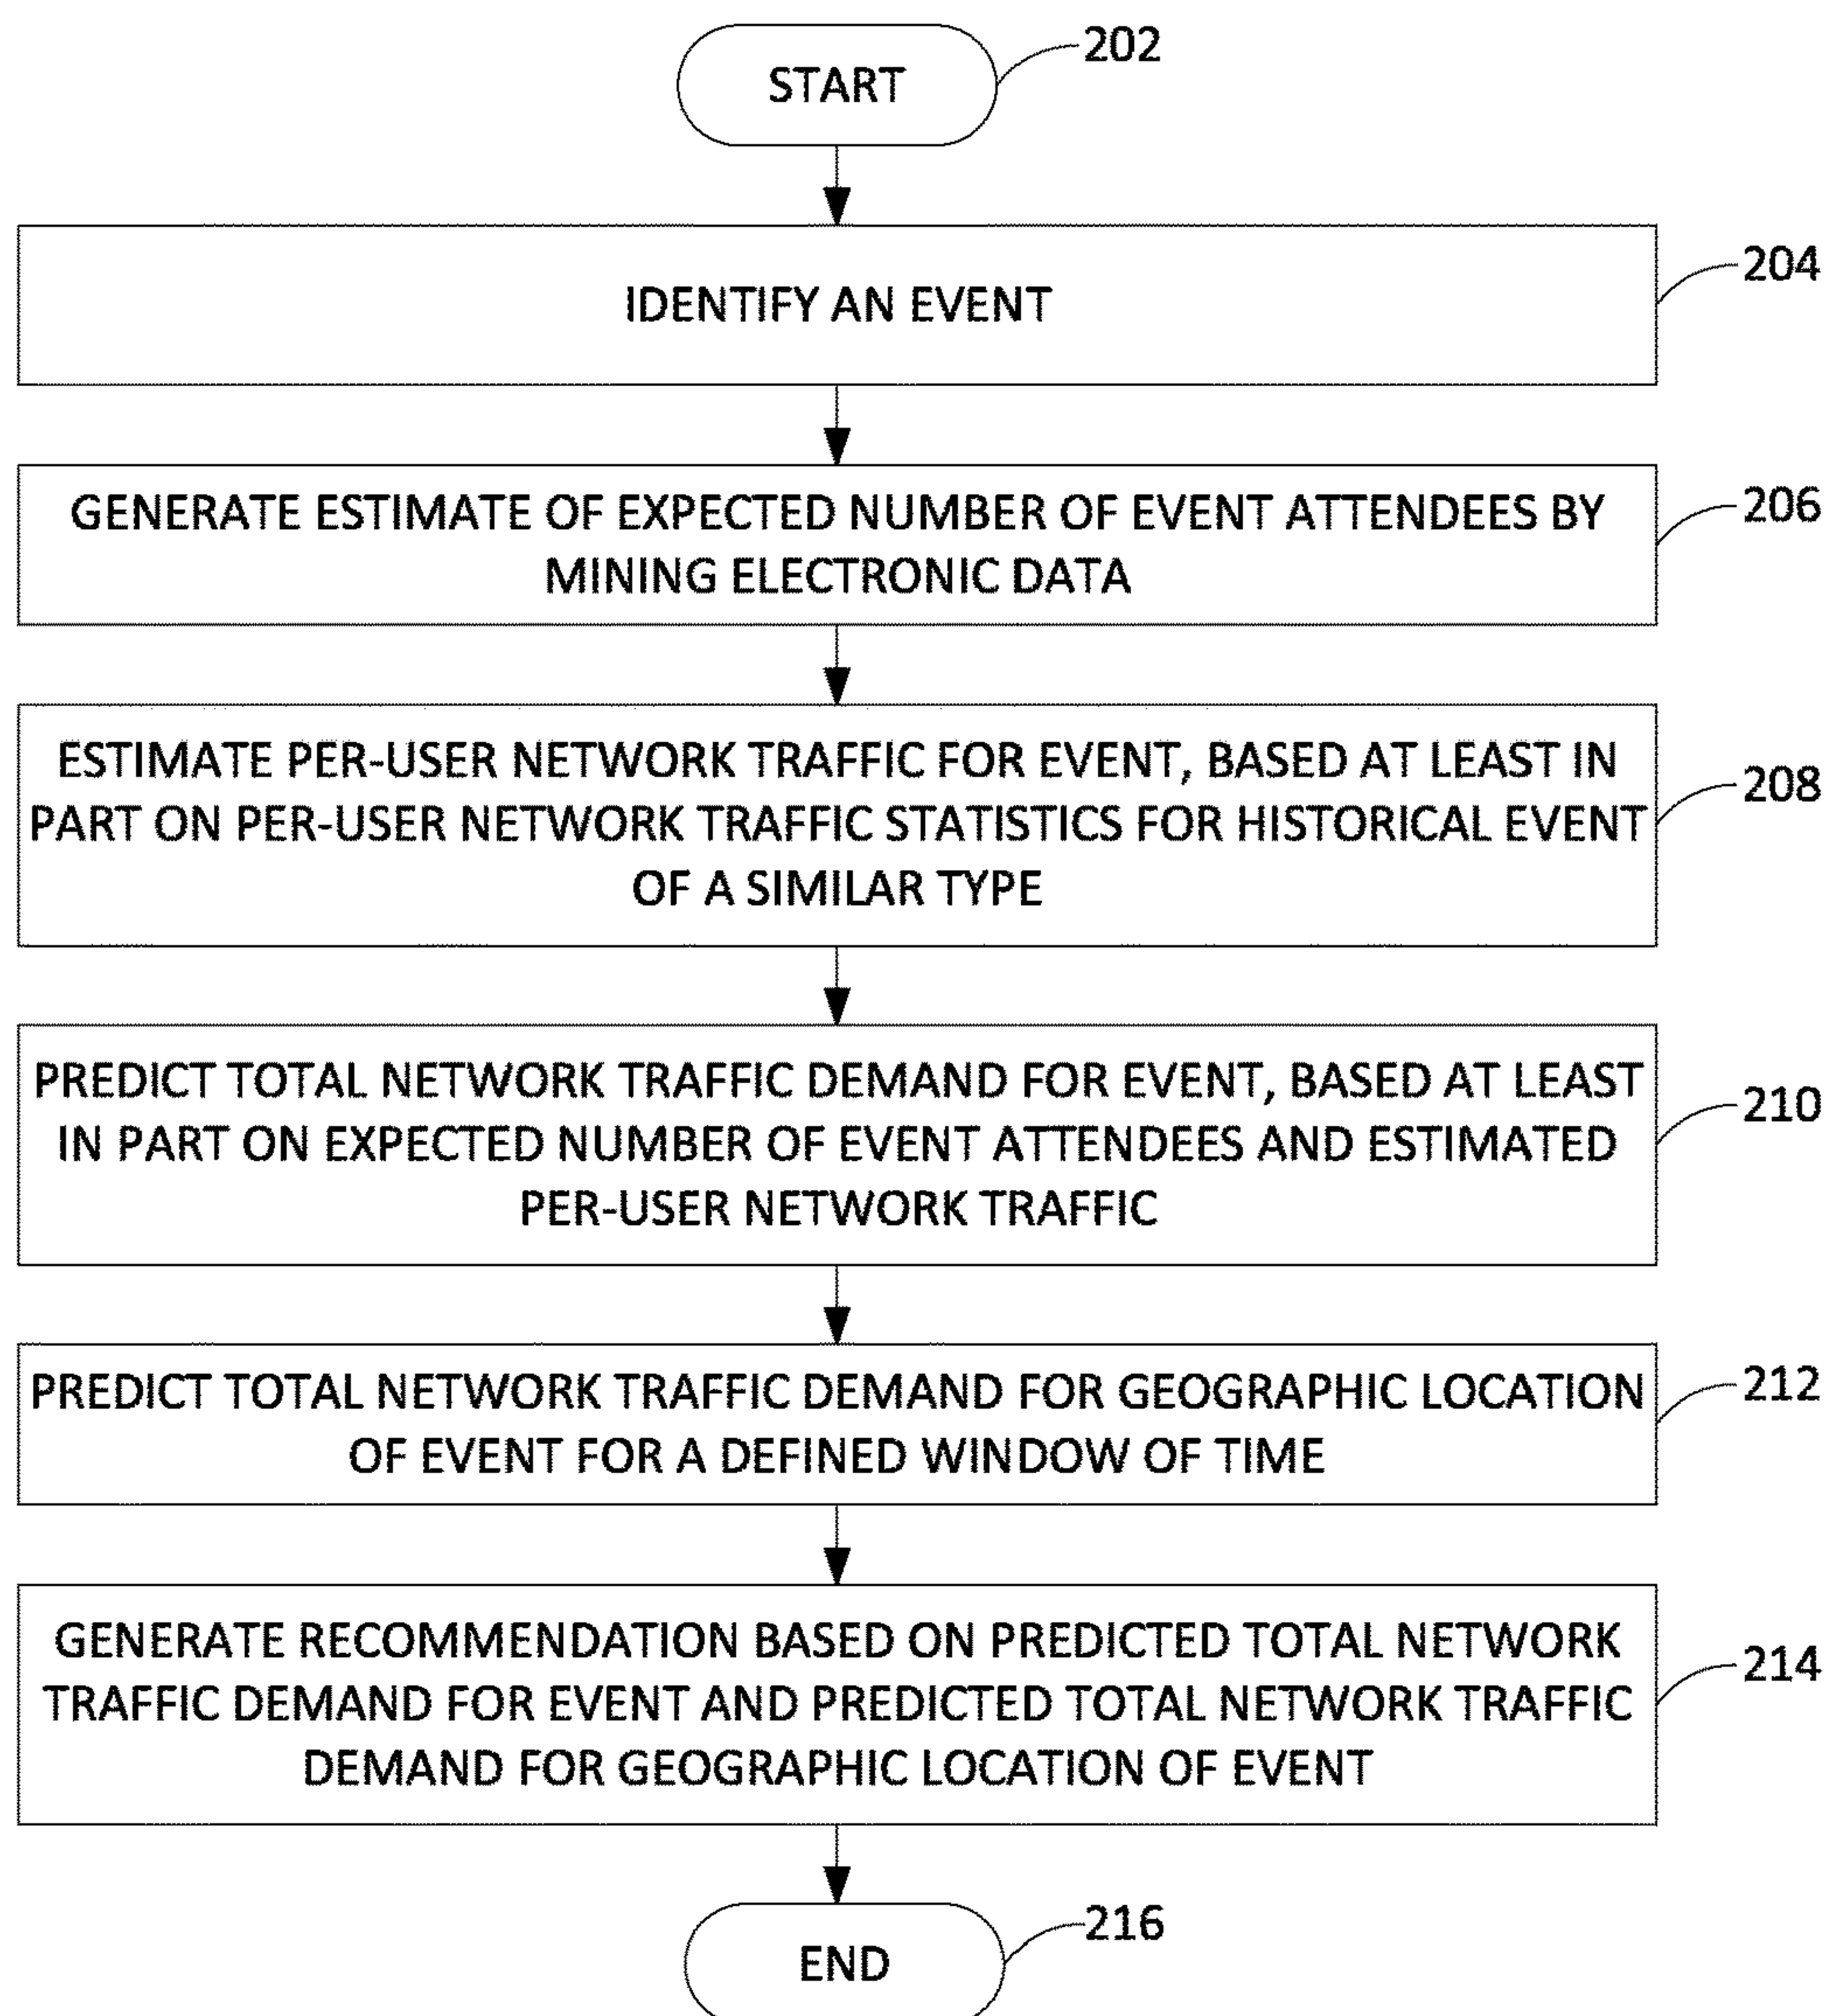 START
202
IDENTIFY AN EVENT
204
GENERATE ESTIMATE OF EXPECTED NUMBER OF EVENT ATTENDEES BY
MINING ELECTRONIC DATA
206
ESTIMATE PER-USER NETWORK TRAFFIC FOR EVENT, BASED AT LEAST IN
PART ON PER-USER NETWORK TRAFFIC STATISTICS FOR HISTORICAL EVENT
OF A SIMILAR TYPE
208
PREDICT TOTAL NETWORK TRAFFIC DEMAND FOR EVENT, BASED AT LEAST
IN PART ON EXPECTED NUMBER OF EVENT ATTENDEES AND ESTIMATED
PER-USER NETWORK TRAFFIC
210
PREDICT TOTAL NETWORK TRAFFIC DEMAND FOR GEOGRAPHIC LOCATION
OF EVENT FOR A DEFINED WINDOW OF TIME
212
GENERATE RECOMMENDATION BASED ON PREDICTED TOTAL NETWORK
TRAFFIC DEMAND FOR EVENT AND PREDICTED TOTAL NETWORK TRAFFIC
DEMAND FOR GEOGRAPHIC LOCATION OF EVENT
214
END
216